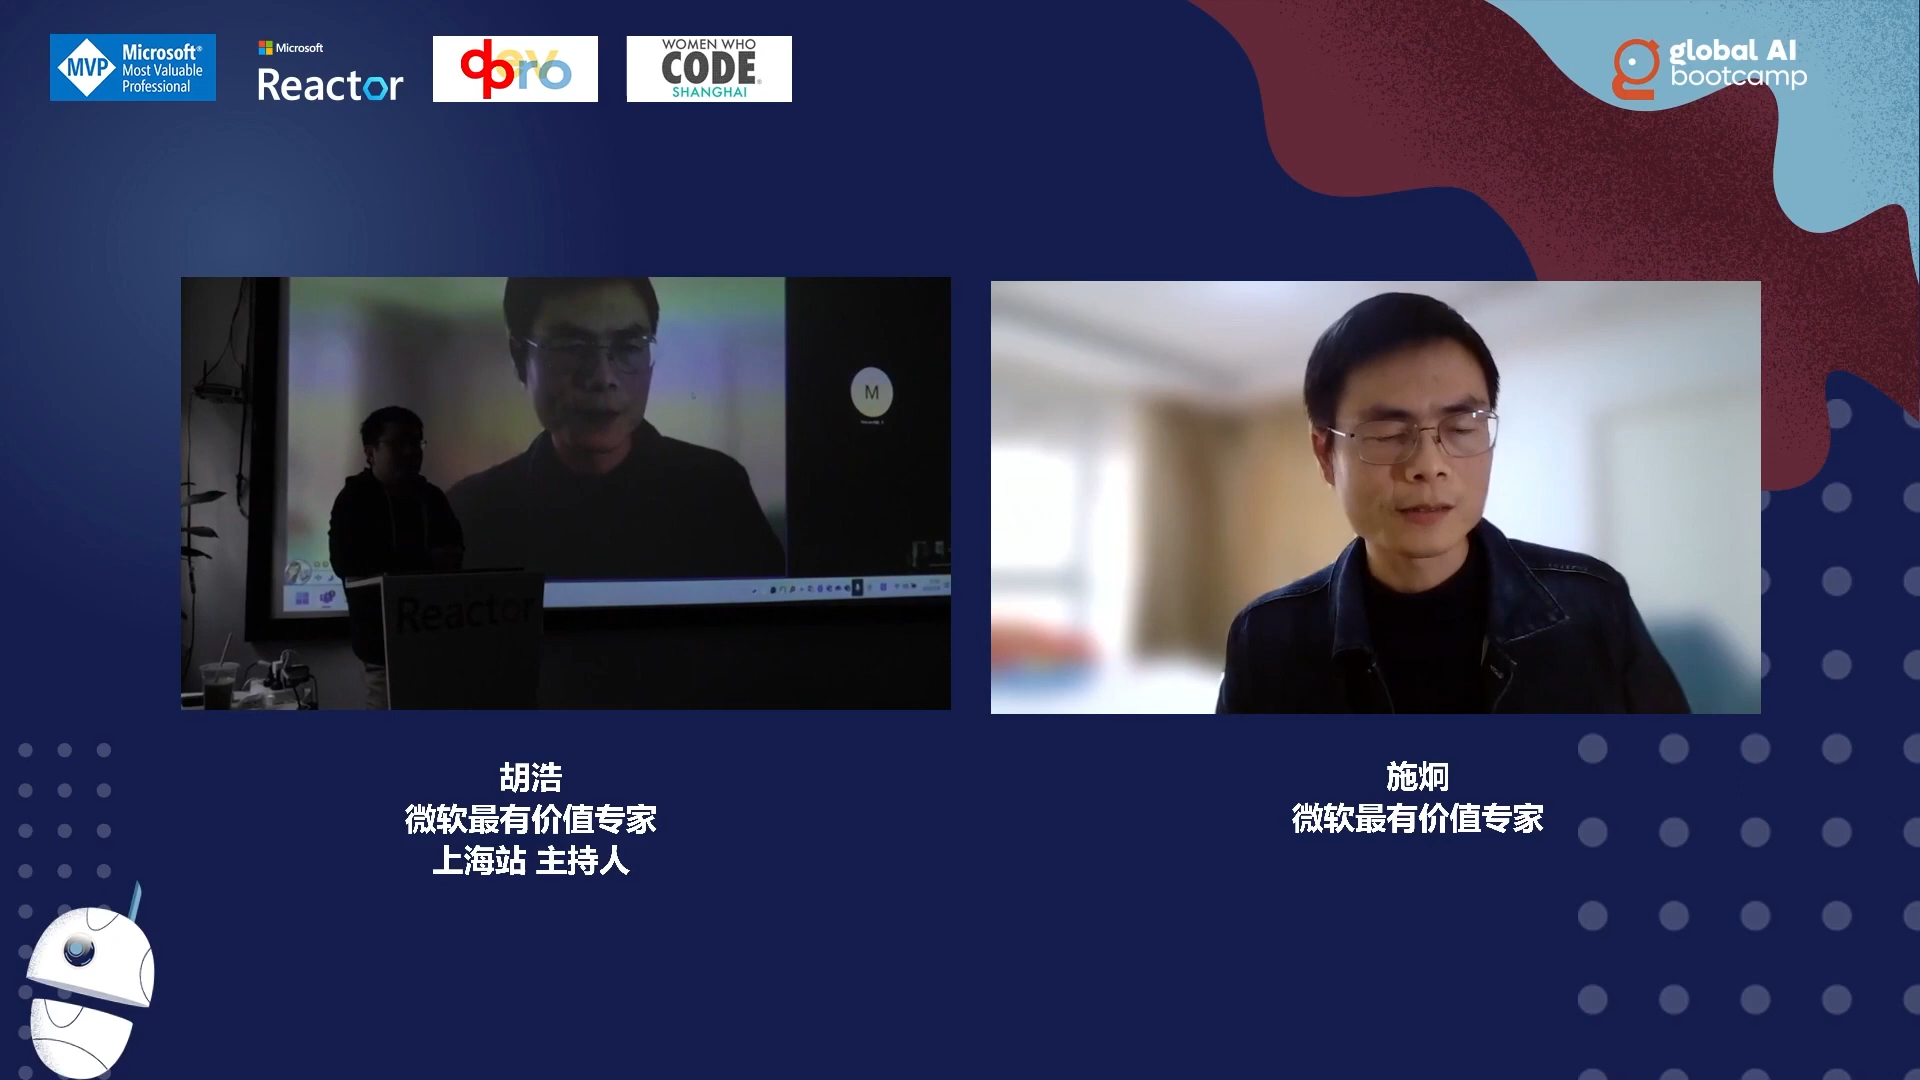 MVP
Microsoft®
Most Valuable
Professional
Microsoft
Reactor
devpro
WOMEN WHO
CODE
SHANGHAI
global AI
bootcamp
M
Reactor
胡浩
微软最有价值专家
上海站 主持人
施炯
微软最有价值专家